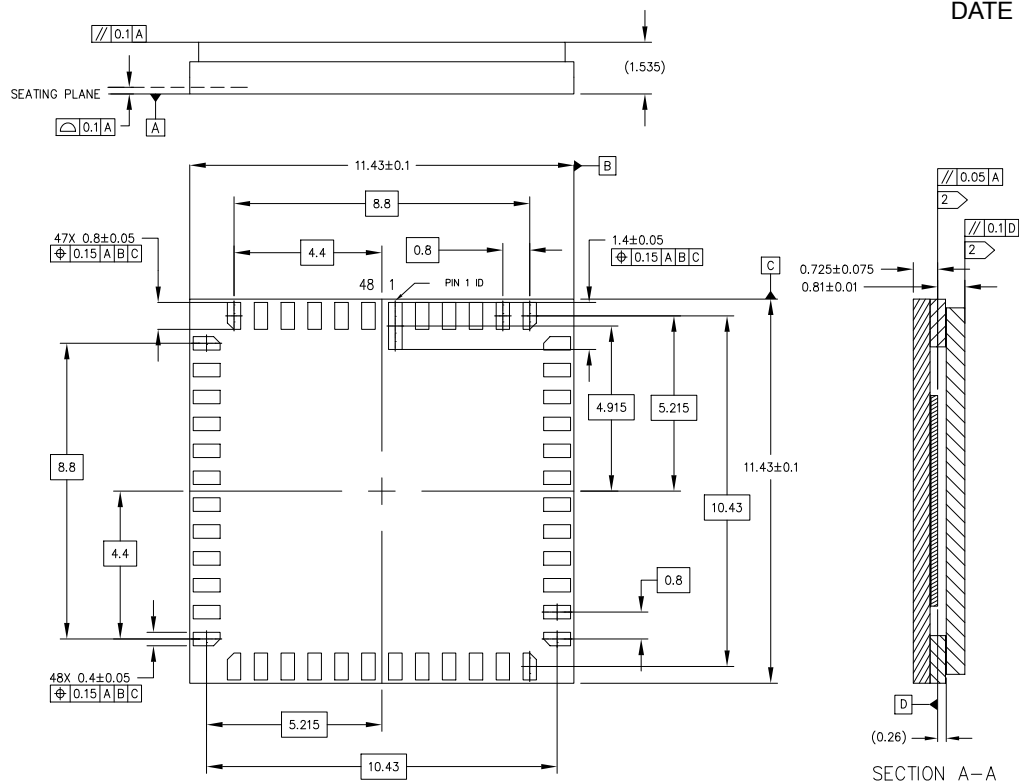 DATE
// 0.1 A
(1.535)
SEATING PLANE
⌓ 0.1 A
A
11.43±0.1
B
// 0.05 A
2
8.8
// 0.1 D
2
47X 0.8±0.05
⌖ 0.15 A B C
4.4
0.8
1.4±0.05
⌖ 0.15 A B C
C
0.725±0.075
0.81±0.01
48
1
PIN 1 ID
4.915
5.215
8.8
11.43±0.1
10.43
4.4
0.8
48X 0.4±0.05
⌖ 0.15 A B C
D
5.215
(0.26)
10.43
SECTION A-A